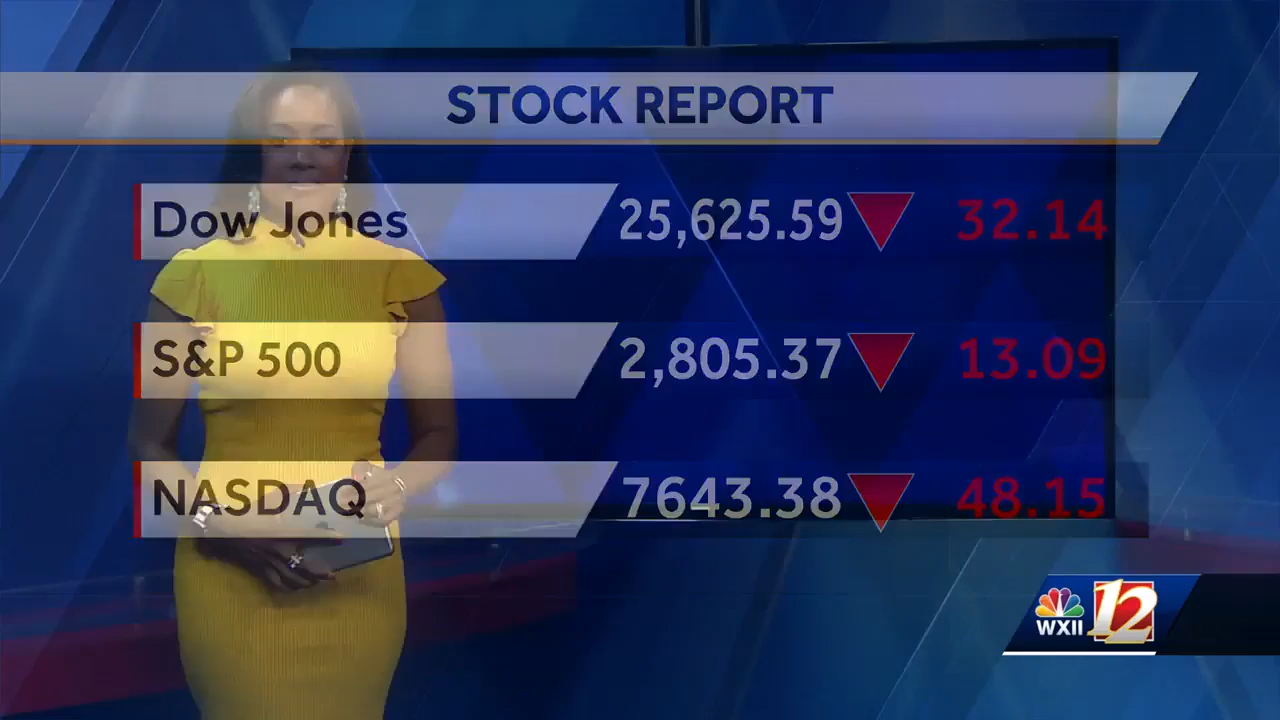 STOCK REPORT
Dow Jones 25,625.59 32.14
S&P 500 2,805.37 13.09
NASDAQ 7643.38 48.15
WXII 12